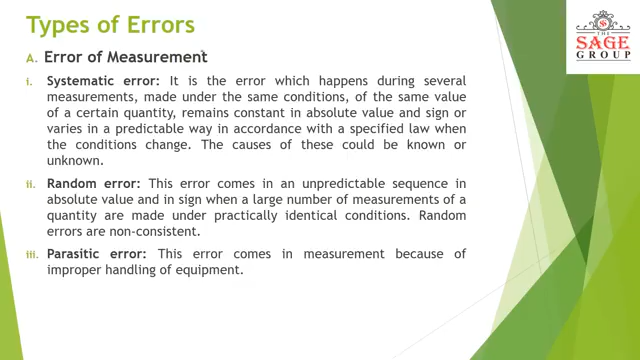 Types of Errors
THE
SAGE
GROUP
A. Error of Measurement
i. Systematic error: It is the error which happens during several
measurements, made under the same conditions, of the same value
of a certain quantity, remains constant in absolute value and sign or
varies in a predictable way in accordance with a specified law when
the conditions change. The causes of these could be known or
unknown.
ii. Random error: This error comes in an unpredictable sequence in
absolute value and in sign when a large number of measurements of a
quantity are made under practically identical conditions. Random
errors are non-consistent.
iii. Parasitic error: This error comes in measurement because of
improper handling of equipment.